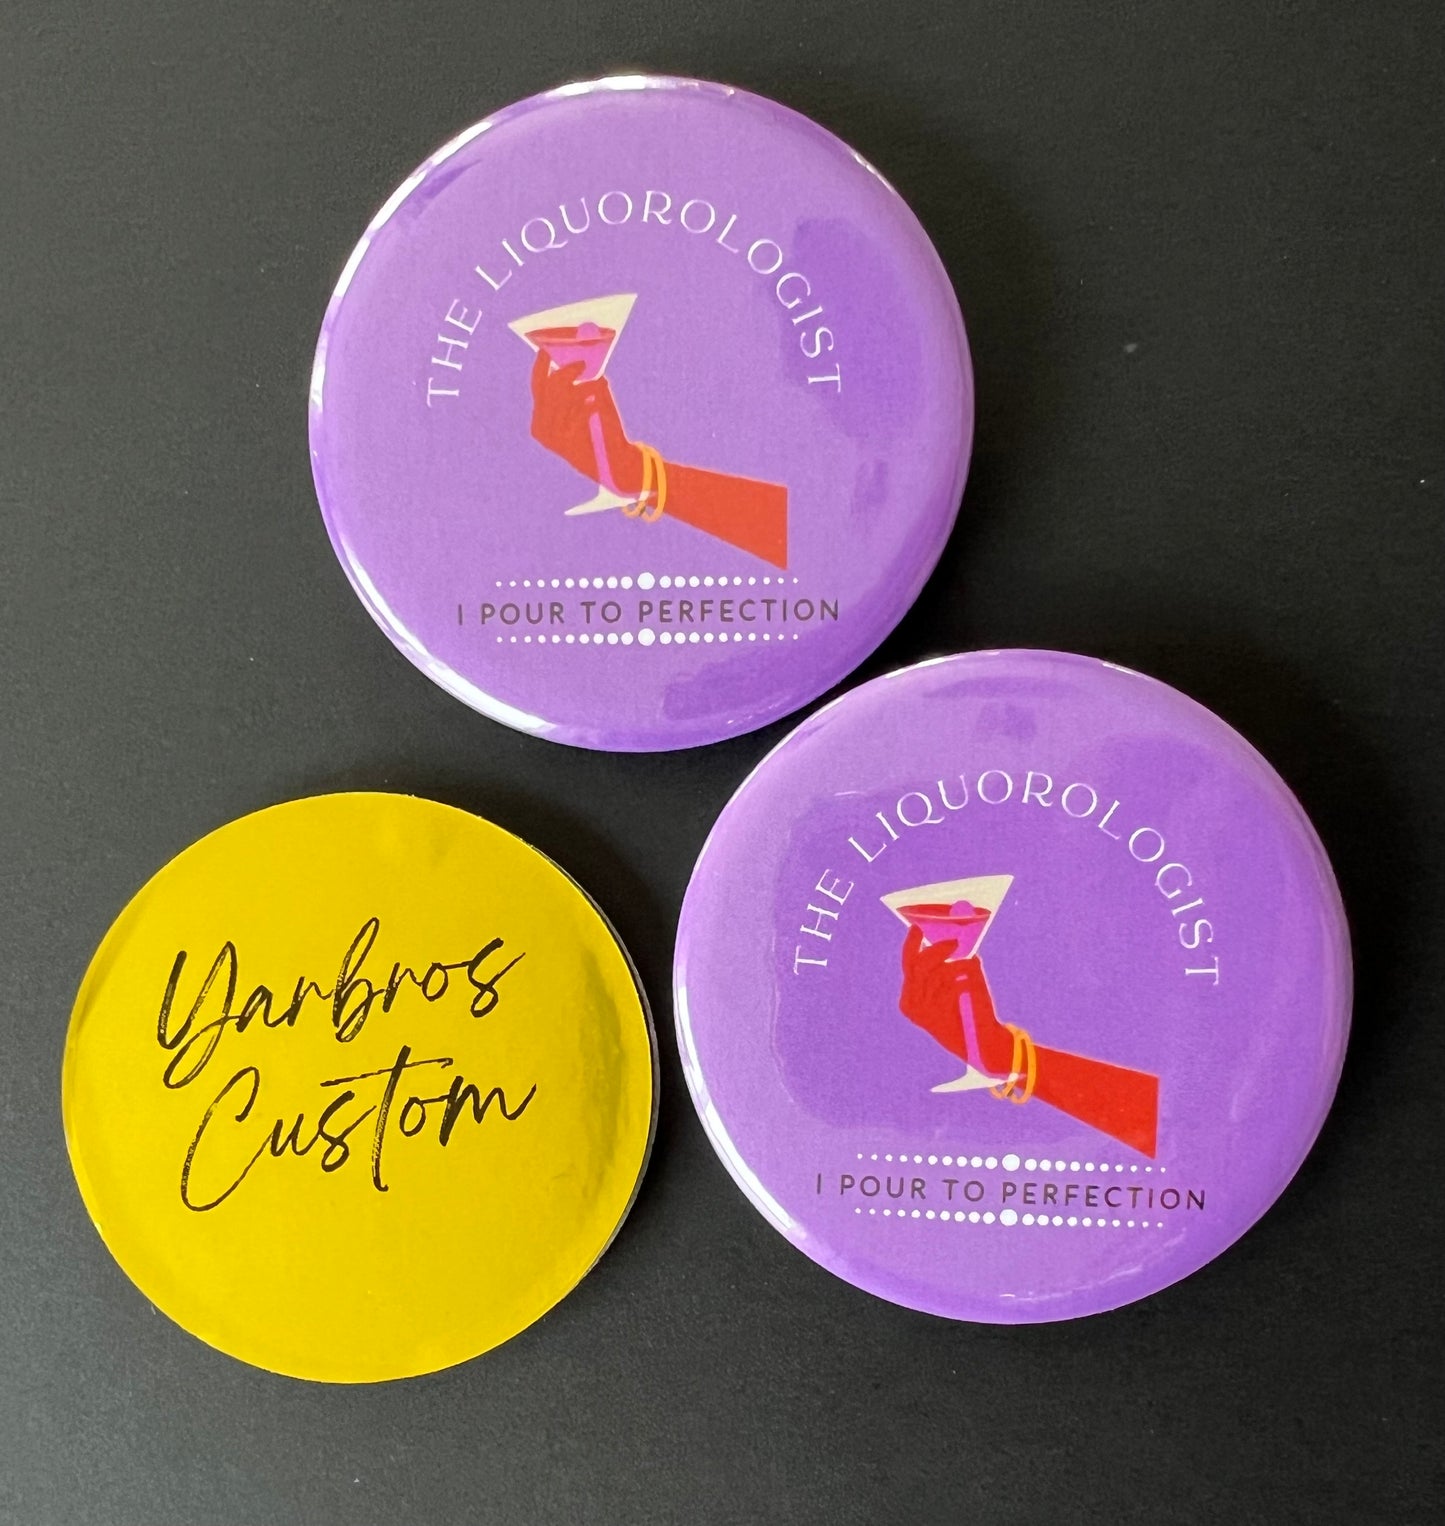 THE LIQUOROLOGIST
I POUR TO PERFECTION
THE LIQUOROLOGIST
I POUR TO PERFECTION
Yarbros
Custom